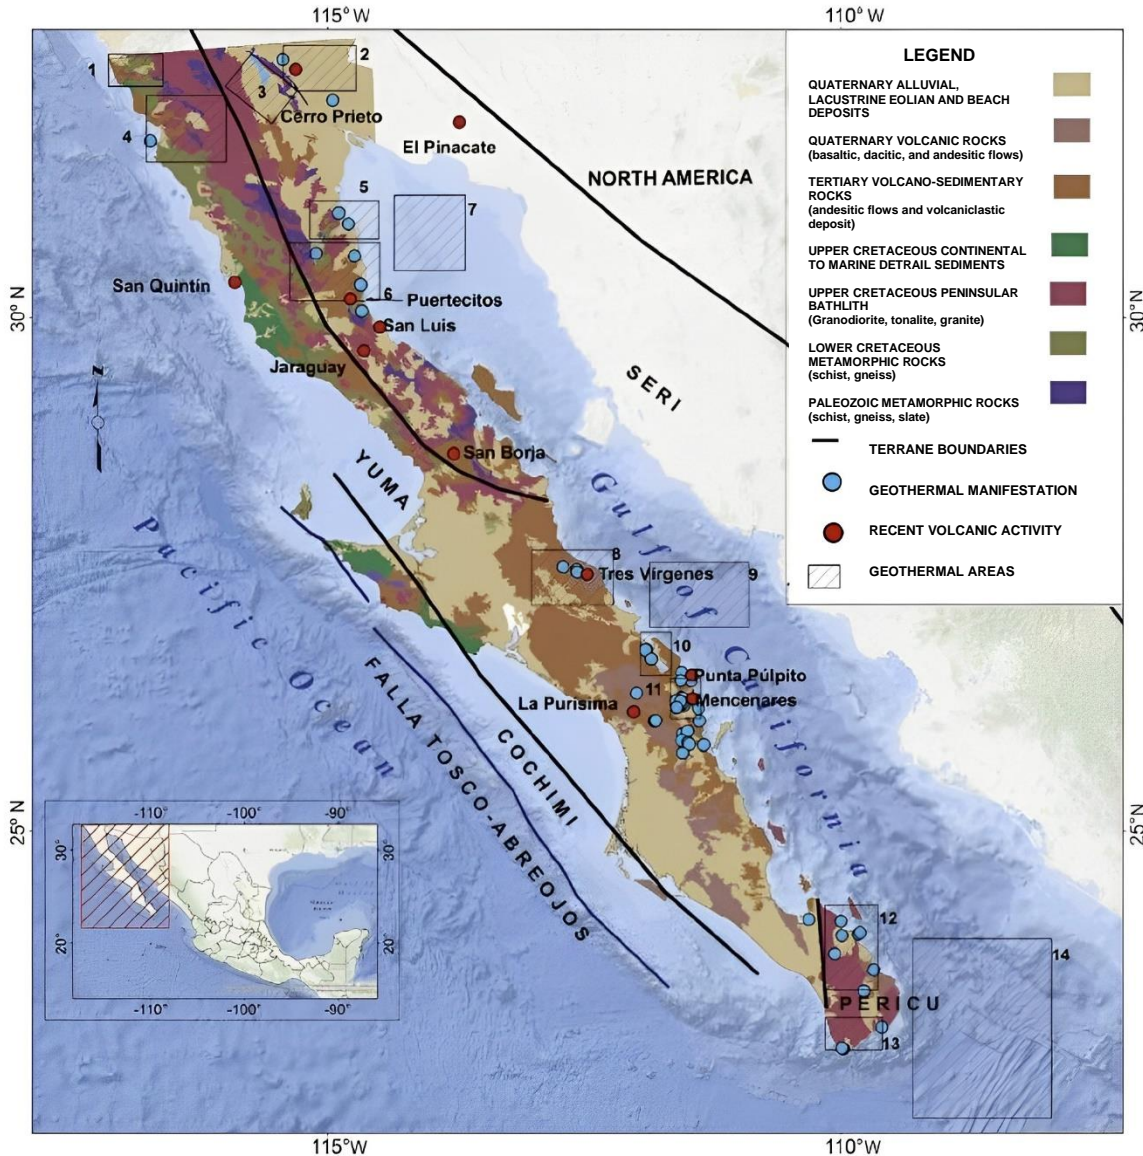 115°W
110°W
LEGEND
QUATERNARY ALLUVIAL,
LACUSTRINE EOLIAN AND BEACH
DEPOSITS
QUATERNARY VOLCANIC ROCKS
(basaltic, dacitic, and andesitic flows)
TERTIARY VOLCANO-SEDIMENTARY
ROCKS
(andesitic flows and volcaniclastic
deposit)
UPPER CRETACEOUS CONTINENTAL
TO MARINE DETRAIL SEDIMENTS
UPPER CRETACEOUS PENINSULAR
BATHLITH
(Granodiorite, tonalite, granite)
LOWER CRETACEOUS
METAMORPHIC ROCKS
(schist, gneiss)
PALEOZOIC METAMORPHIC ROCKS
(schist, gneiss, slate)
TERRANE BOUNDARIES
GEOTHERMAL MANIFESTATION
RECENT VOLCANIC ACTIVITY
GEOTHERMAL AREAS
1
2
3
Cerro Prieto
4
El Pinacate
NORTH AMERICA
5
7
San Quintín
6
Puertecitos
30° N
30°N
San Luis
Jaraguay
SERI
N
San Borja
YUMA
Gulf of California
Pacific Ocean
8
Tres Vírgenes
9
10
Punta Púlpito
11
Mencenares
La Purísima
COCHIMI
FALLA TOSCO-ABREOJOS
25° N
25°N
12
14
PERICU
13
-110°
-100°
-90°
30°
30°
20°
20°
-110°
-100°
-90°
115°W
110°W